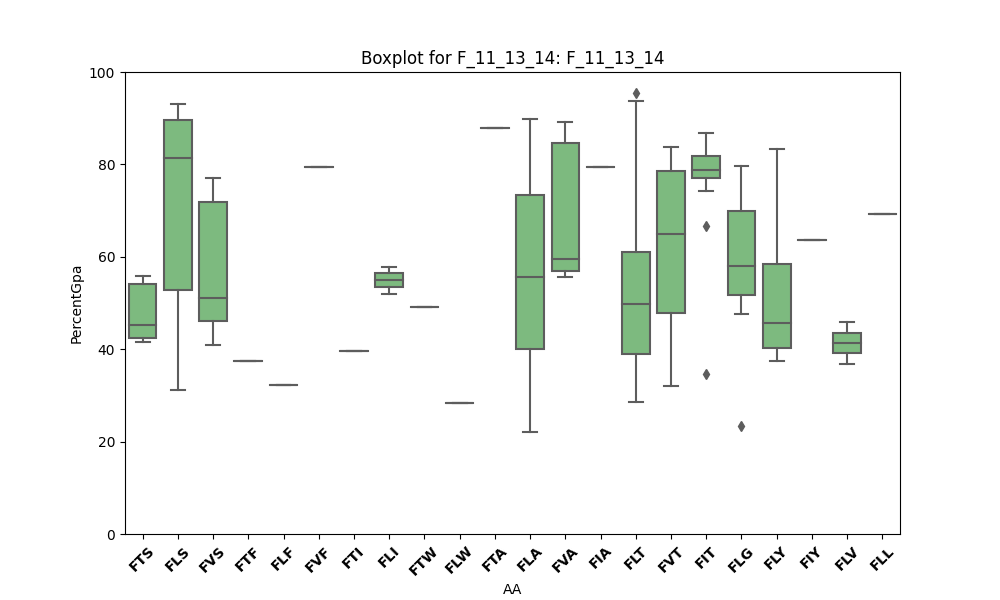 Boxplot for F_11_13_14: F_11_13_14
PercentGpa
100
80
60
40
20
0
FTS FLS FVS FTF FLF FVF FTI FLI FTW FLW FTA FLA FVA FIA FLT FVT FIT FLG FLY FIY FLV FLL
AA